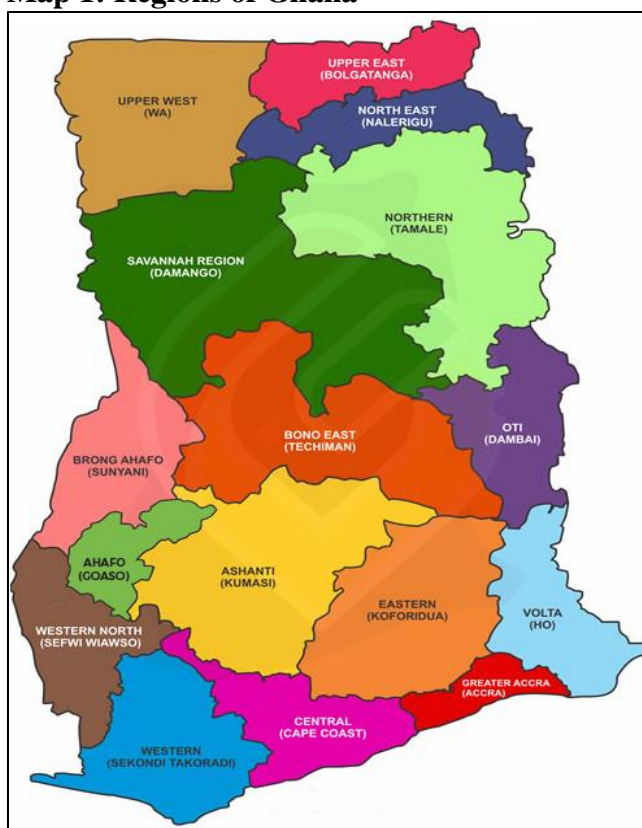 Map 1: Regions of Ghana
UPPER EAST
(BOLGATANGA)
UPPER WEST
(WA)
NORTH EAST
(NALERIGU)
NORTHERN
(TAMALE)
SAVANNAH REGION
(DAMANGO)
OTI
(DAMBAI)
BONO EAST
(TECHIMAN)
BRONG AHAFO
(SUNYANI)
AHAFO
(GOASO)
ASHANTI
(KUMASI)
EASTERN
(KOFORIDUA)
VOLTA
(HO)
WESTERN NORTH
(SEFWI WIAWSO)
GREATER ACCRA
(ACCRA)
CENTRAL
(CAPE COAST)
WESTERN
(SEKONDI TAKORADI)